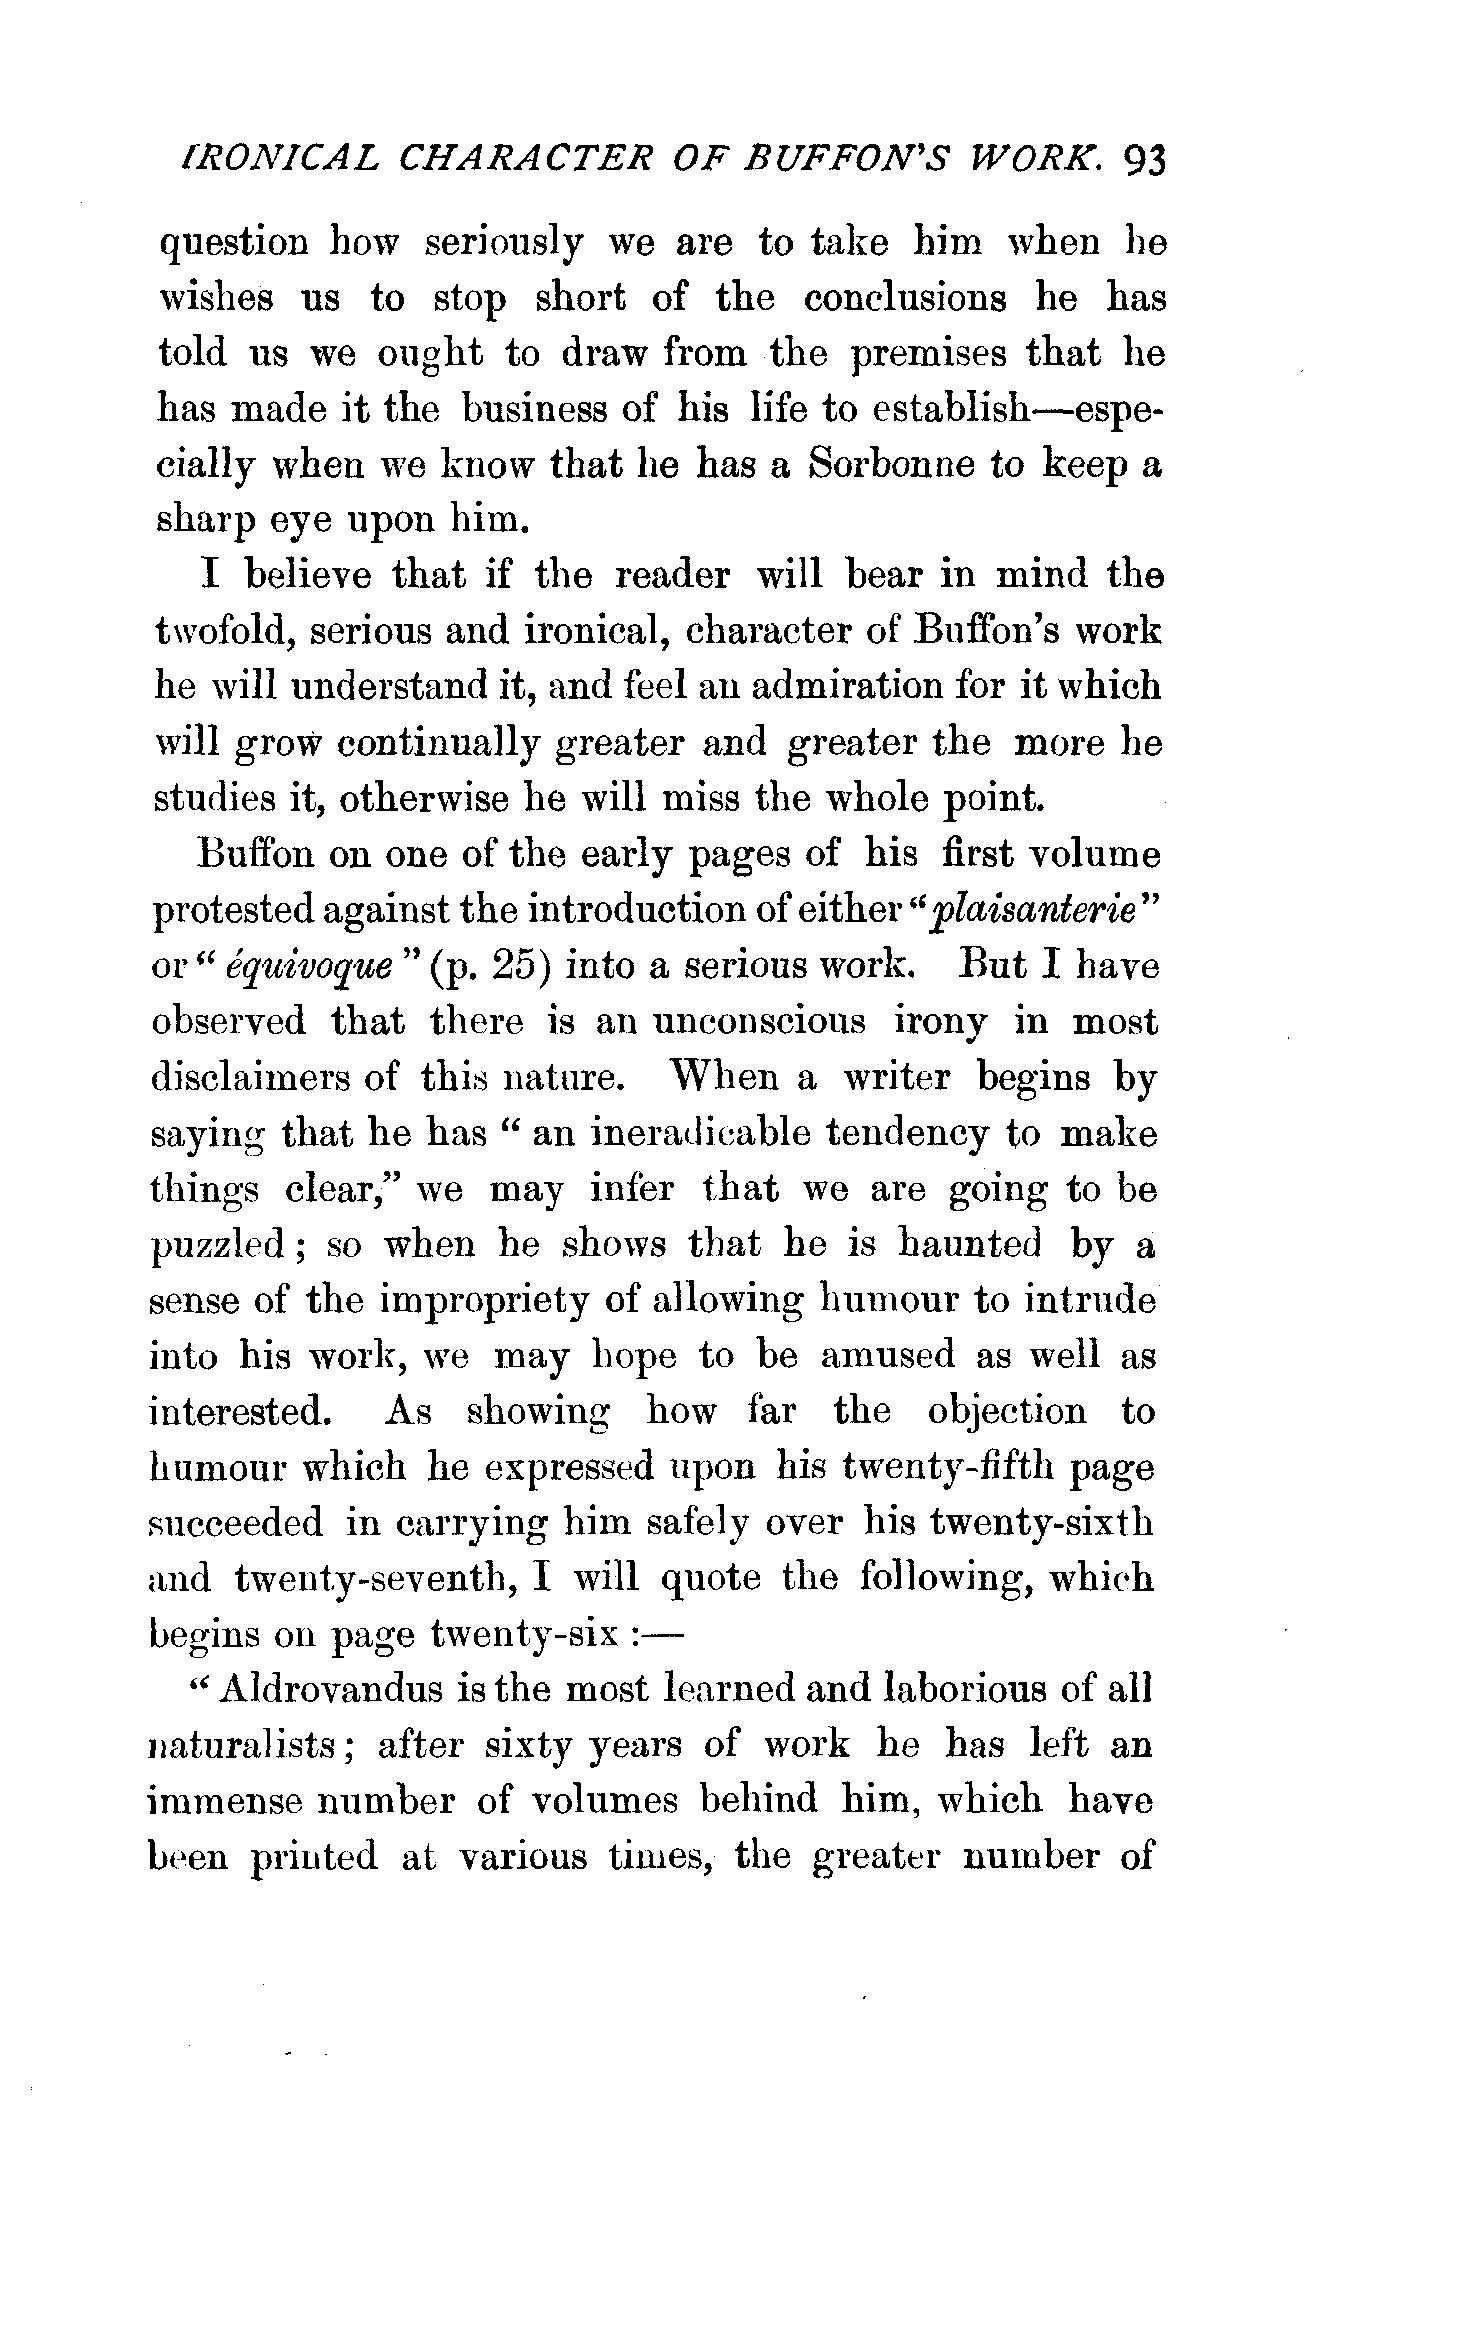 IRONICAL CHARACTER OF BUFFON'S WORK. 93
question how seriously we are to take him when he
wishes us to stop short of the conclusions he has
told us we ought to draw from the premises that he
has made it the business of his life to establish—espe-
cially when we know that he has a Sorbonne to keep a
sharp eye upon him.
I believe that if the reader will bear in mind the
twofold, serious and ironical, character of Buffon's work
he will understand it, and feel an admiration for it which
will grow continually greater and greater the more he
studies it, otherwise he will miss the whole point.
Buffon on one of the early pages of his first volume
protested against the introduction of either "plaisanterie"
or " équivoque " (p. 25) into a serious work. But I have
observed that there is an unconscious irony in most
disclaimers of this nature. When a writer begins by
saying that he has " an ineradicable tendency to make
things clear," we may infer that we are going to be
puzzled ; so when he shows that he is haunted by a
sense of the impropriety of allowing humour to intrude
into his work, we may hope to be amused as well as
interested. As showing how far the objection to
humour which he expressed upon his twenty-fifth page
succeeded in carrying him safely over his twenty-sixth
and twenty-seventh, I will quote the following, which
begins on page twenty-six :—
" Aldrovandus is the most learned and laborious of all
naturalists ; after sixty years of work he has left an
immense number of volumes behind him, which have
been printed at various times, the greater number of